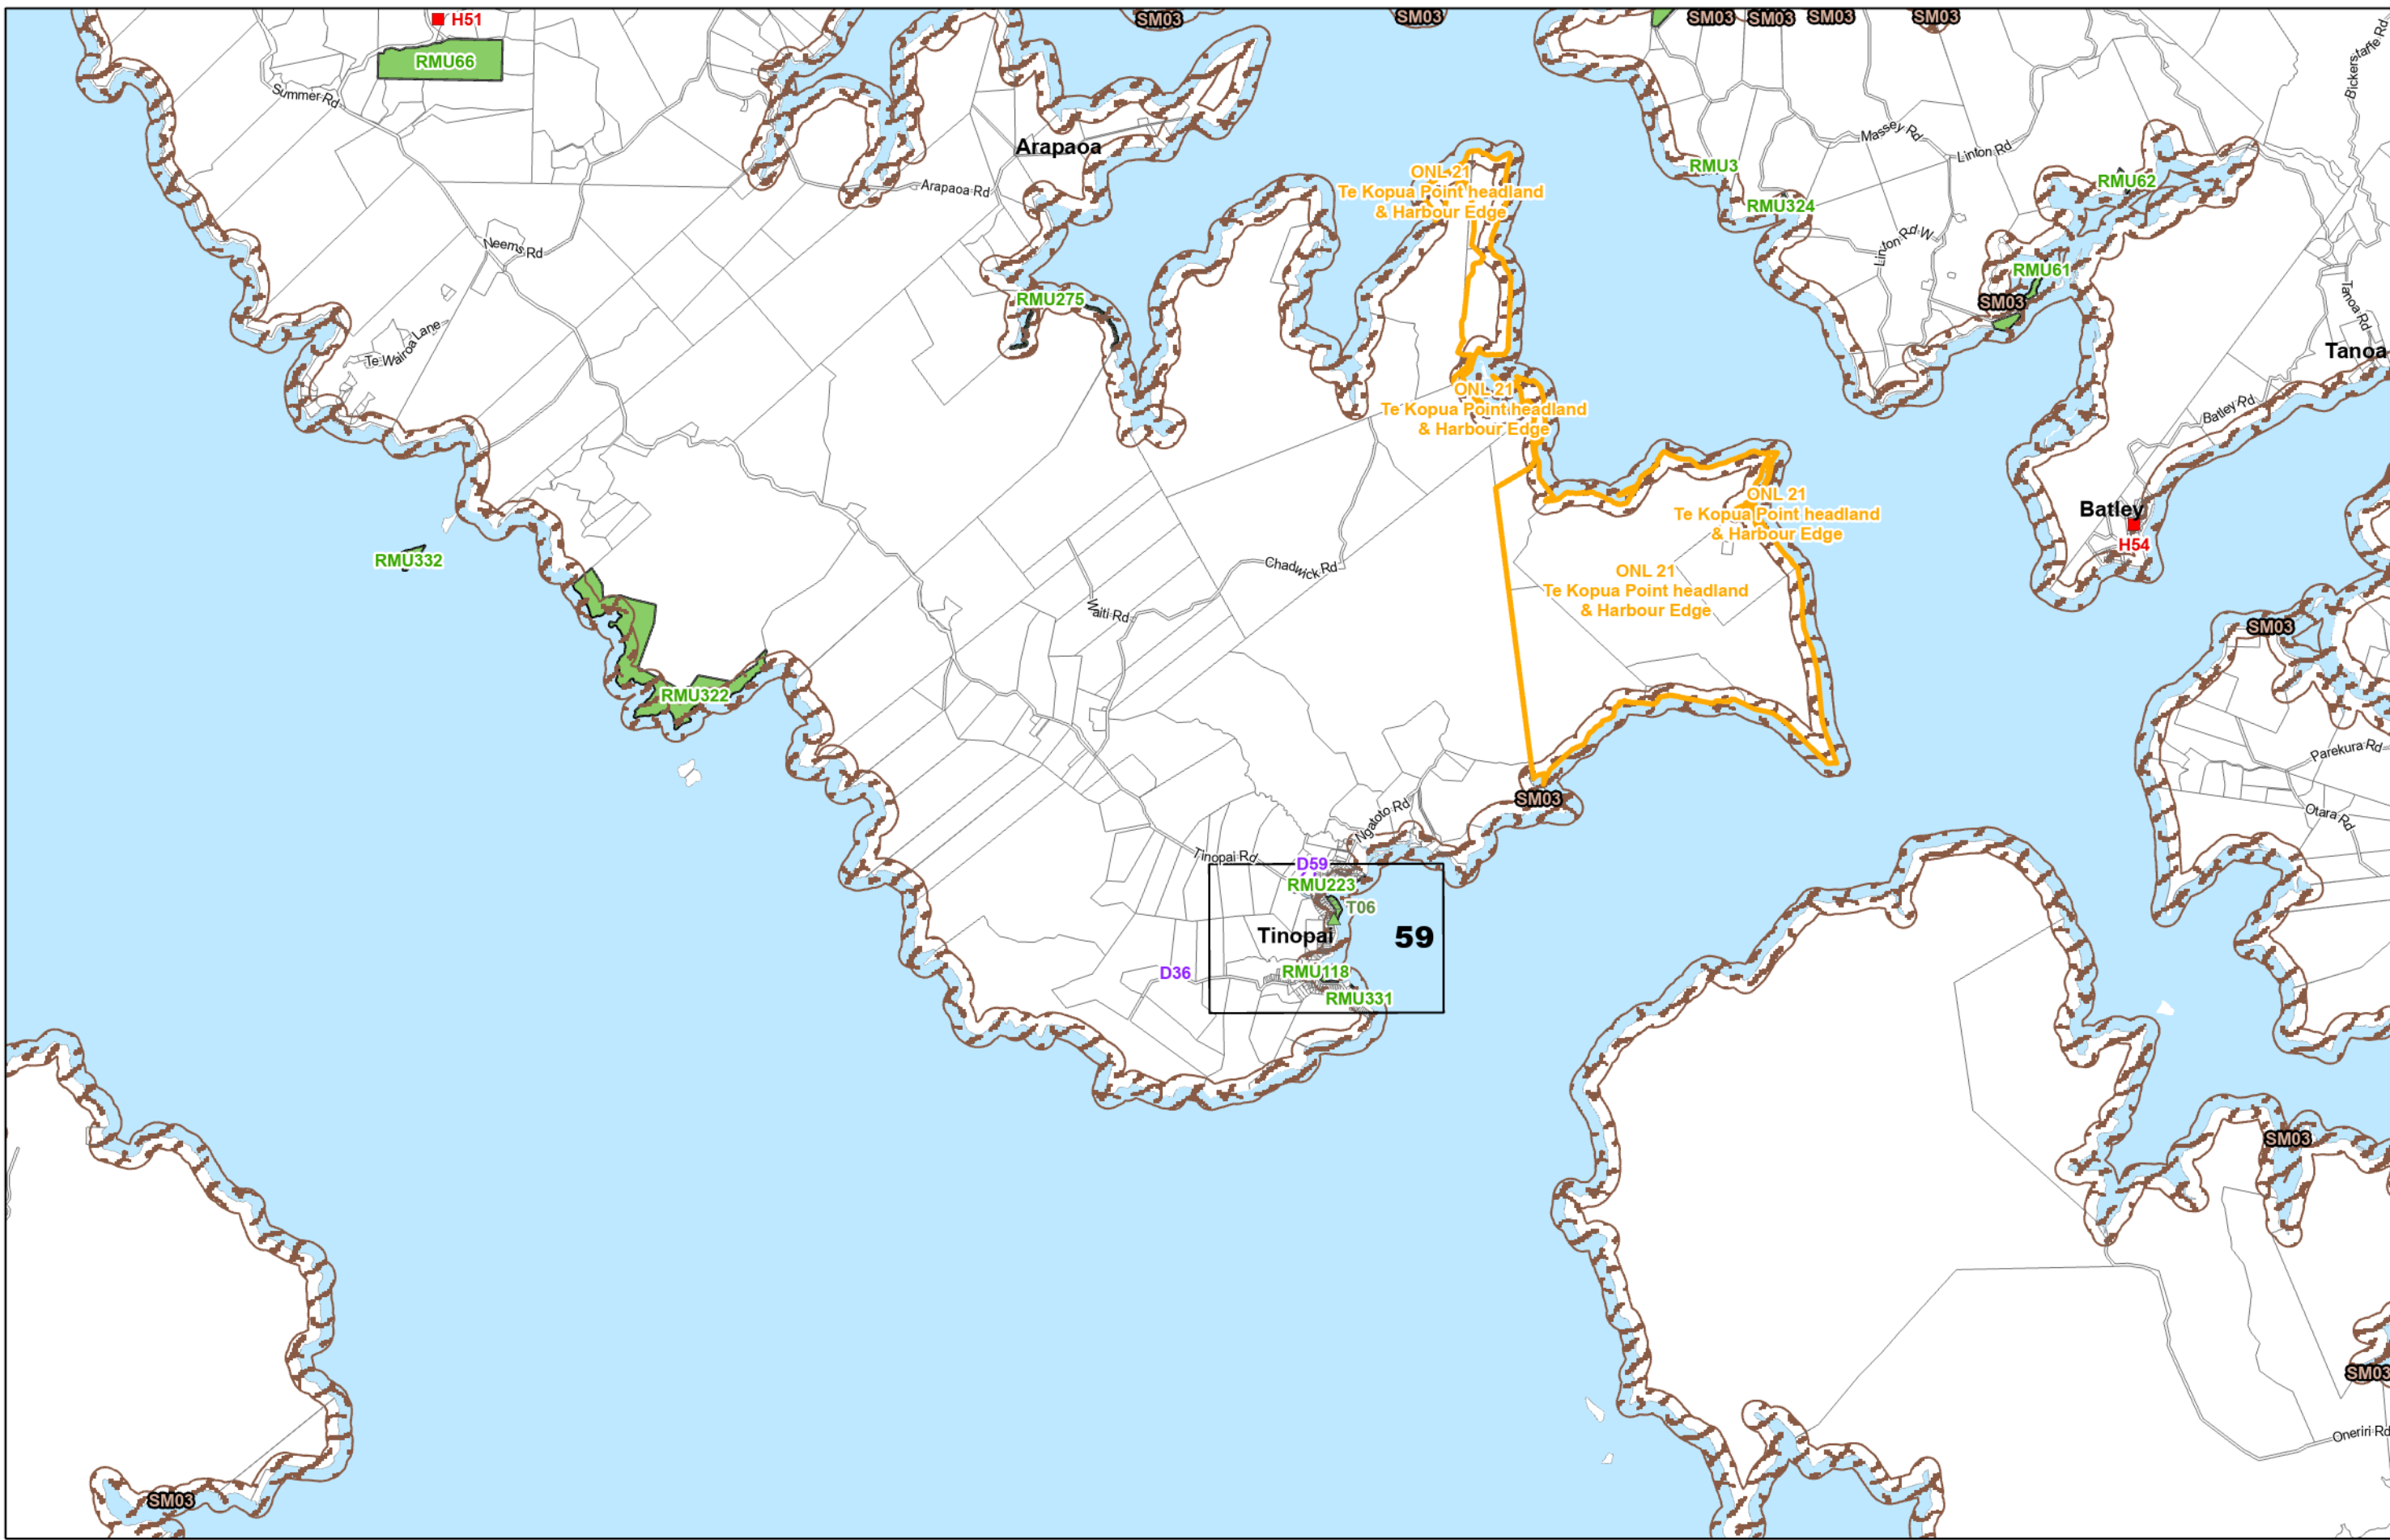 H51
SM03
SM03
SM03
SM03
SM03
SM03
RMU66
Summer Rd
Bickerstaffe Rd
Arapaoa
Massey Rd
Linton Rd
RMU3
RMU62
Arapaoa Rd
ONL 21
Te Kopua Point headland
& Harbour Edge
RMU324
Neems Rd
Linton Rd W
RMU61
RMU275
SM03
Tanoa Rd
Te Wairoa Lane
Tanoa
ONL 21
Te Kopua Point headland
& Harbour Edge
Batley Rd
ONL 21
Te Kopua Point headland
& Harbour Edge
Batley
H54
RMU332
Chadwick Rd
ONL 21
Te Kopua Point headland
& Harbour Edge
Waiti Rd
SM03
RMU322
Parekura Rd
SM03
Ngatoto Rd
Otara Rd
Tinopai Rd
D59
RMU223
T06
Tinopai
59
D36
RMU118
RMU331
SM03
SM03
Oneriri Rd
SM03